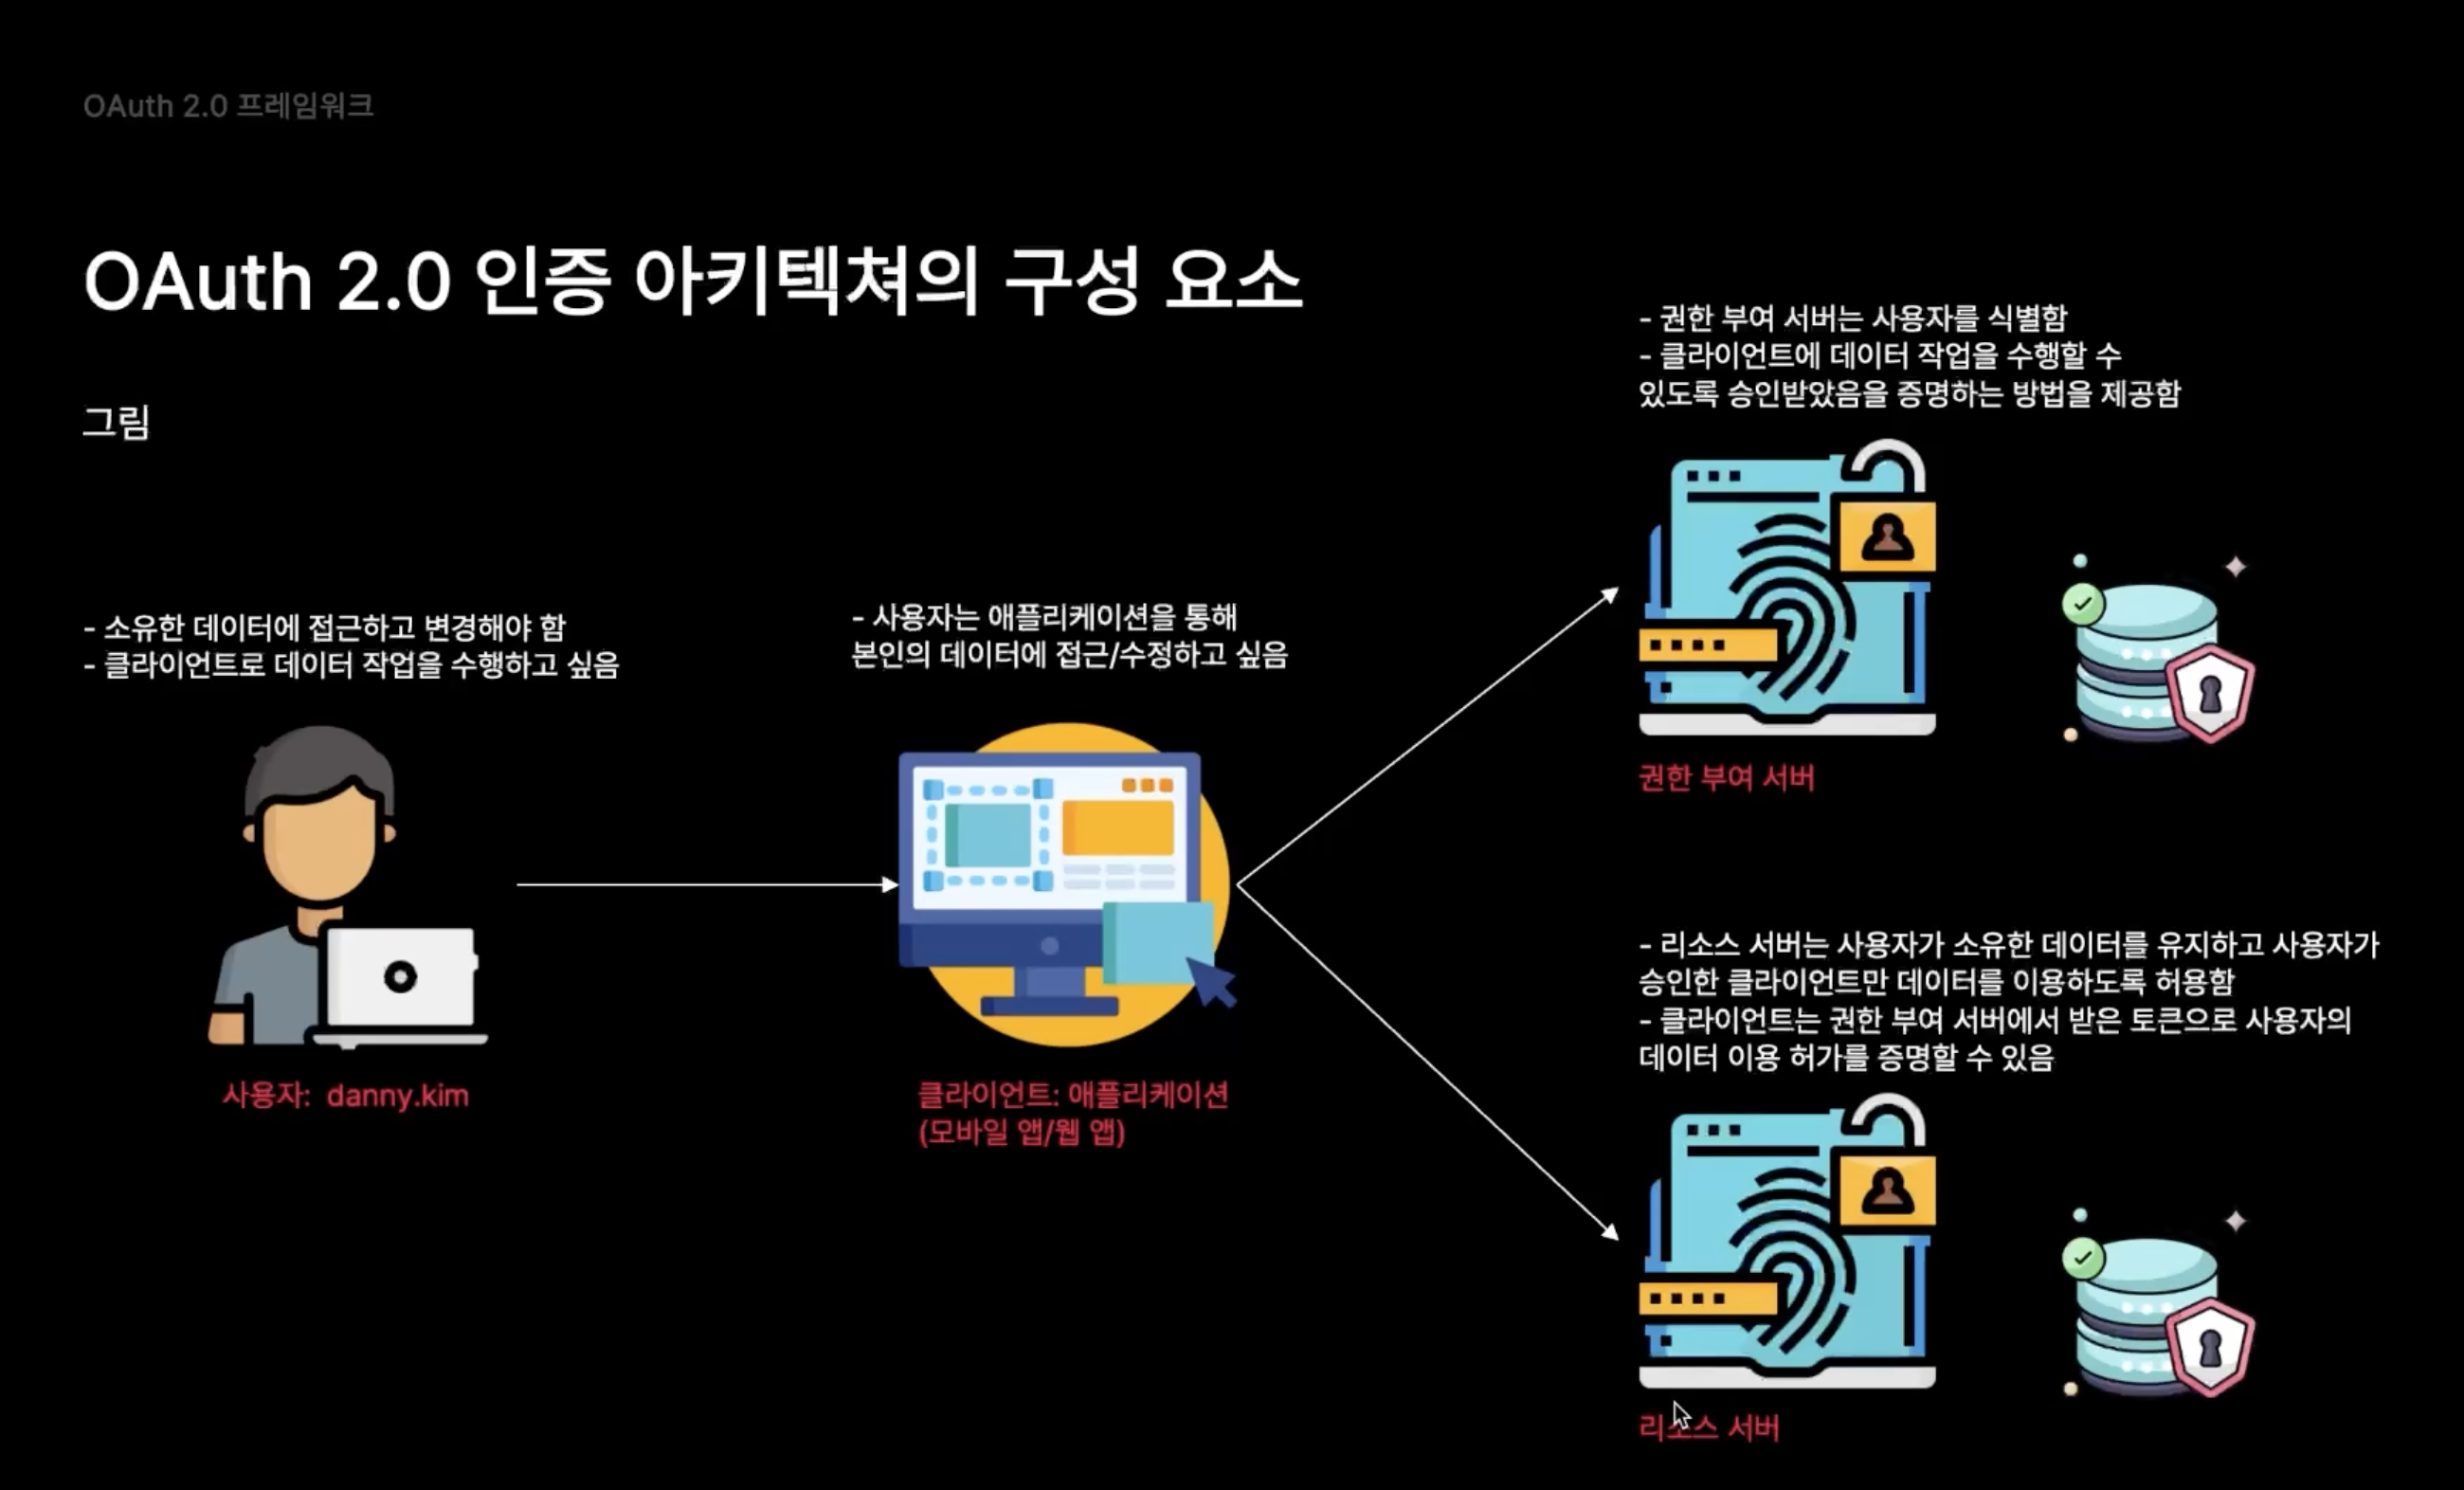 OAuth 2.0 프레임워크
OAuth 2.0 인증 아키텍쳐의 구성 요소
그림
- 소유한 데이터에 접근하고 변경해야 함
- 클라이언트로 데이터 작업을 수행하고 싶음
사용자: danny.kim
- 사용자는 애플리케이션을 통해
본인의 데이터에 접근/수정하고 싶음
클라이언트: 애플리케이션
(모바일 앱/웹 앱)
- 권한 부여 서버는 사용자를 식별함
- 클라이언트에 데이터 작업을 수행할 수
있도록 승인받았음을 증명하는 방법을 제공함
권한 부여 서버
- 리소스 서버는 사용자가 소유한 데이터를 유지하고 사용자가
승인한 클라이언트만 데이터를 이용하도록 허용함
- 클라이언트는 권한 부여 서버에서 받은 토큰으로 사용자의
데이터 이용 허가를 증명할 수 있음
리소스 서버